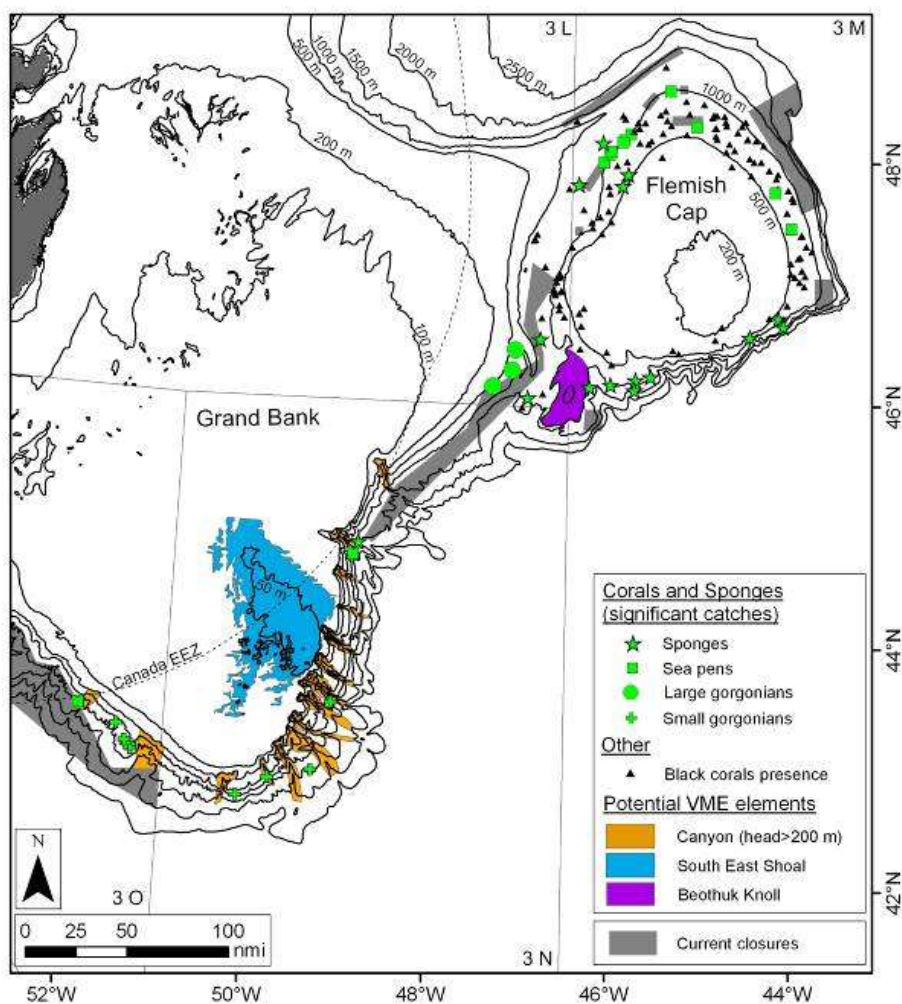 3 L
3 M
500 m
1000 m
1500 m
2000 m
2500 m
1000 m
200 m
48°N
Flemish
Cap
500 m
200 m
100 m
46°N
Grand Bank
50 m
Corals and Sponges
(significant catches)
Sponges
Sea pens
Large gorgonians
Small gorgonians
Other
Black corals presence
Potential VME elements
Canyon (head>200 m)
South East Shoal
Beothuk Knoll
Current closures
44°N
Canada EEZ
N
42°N
3 O
0 25 50 100
nmi
3 N
52°W 50°W 48°W 46°W 44°W